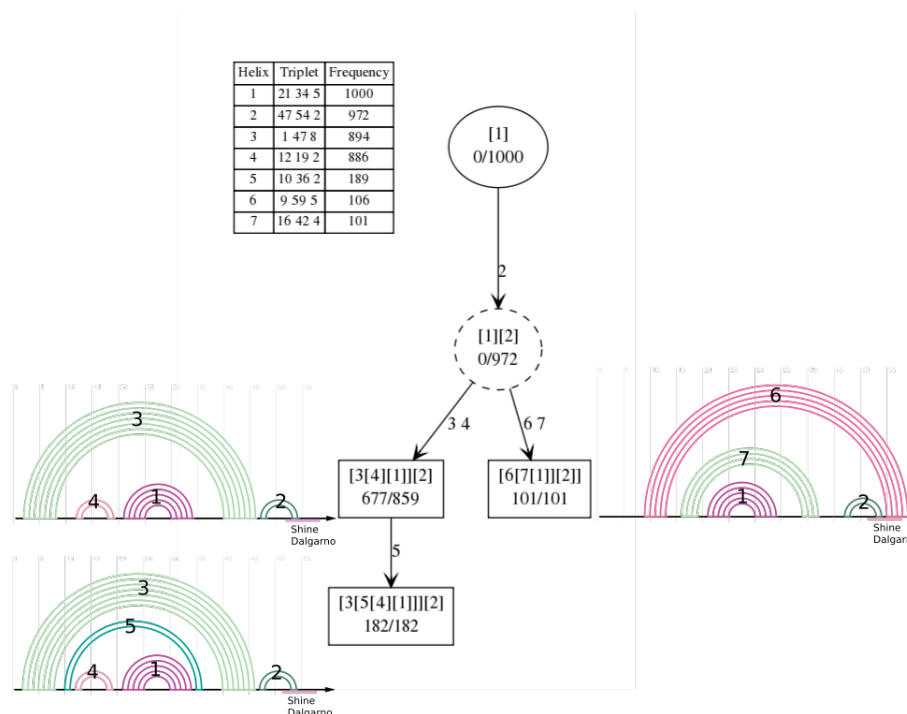 Helix Triplet Frequency
1 21 34 5 1000
2 47 54 2 972
3 1 47 8 894
4 12 19 2 886
5 10 36 2 189
6 9 59 5 106
7 16 42 4 101
[1]
0/1000
2
[1][2]
0/972
3 4
6 7
[3[4][1]][2]
677/859
[6[7[1]][2]]
101/101
5
[3[5[4][1]]][2]
182/182
3
4
1
2
Shine
Dalgarno
3
5
4
1
2
Shine
Dalgarno
6
7
1
2
Shine
Dalgarno